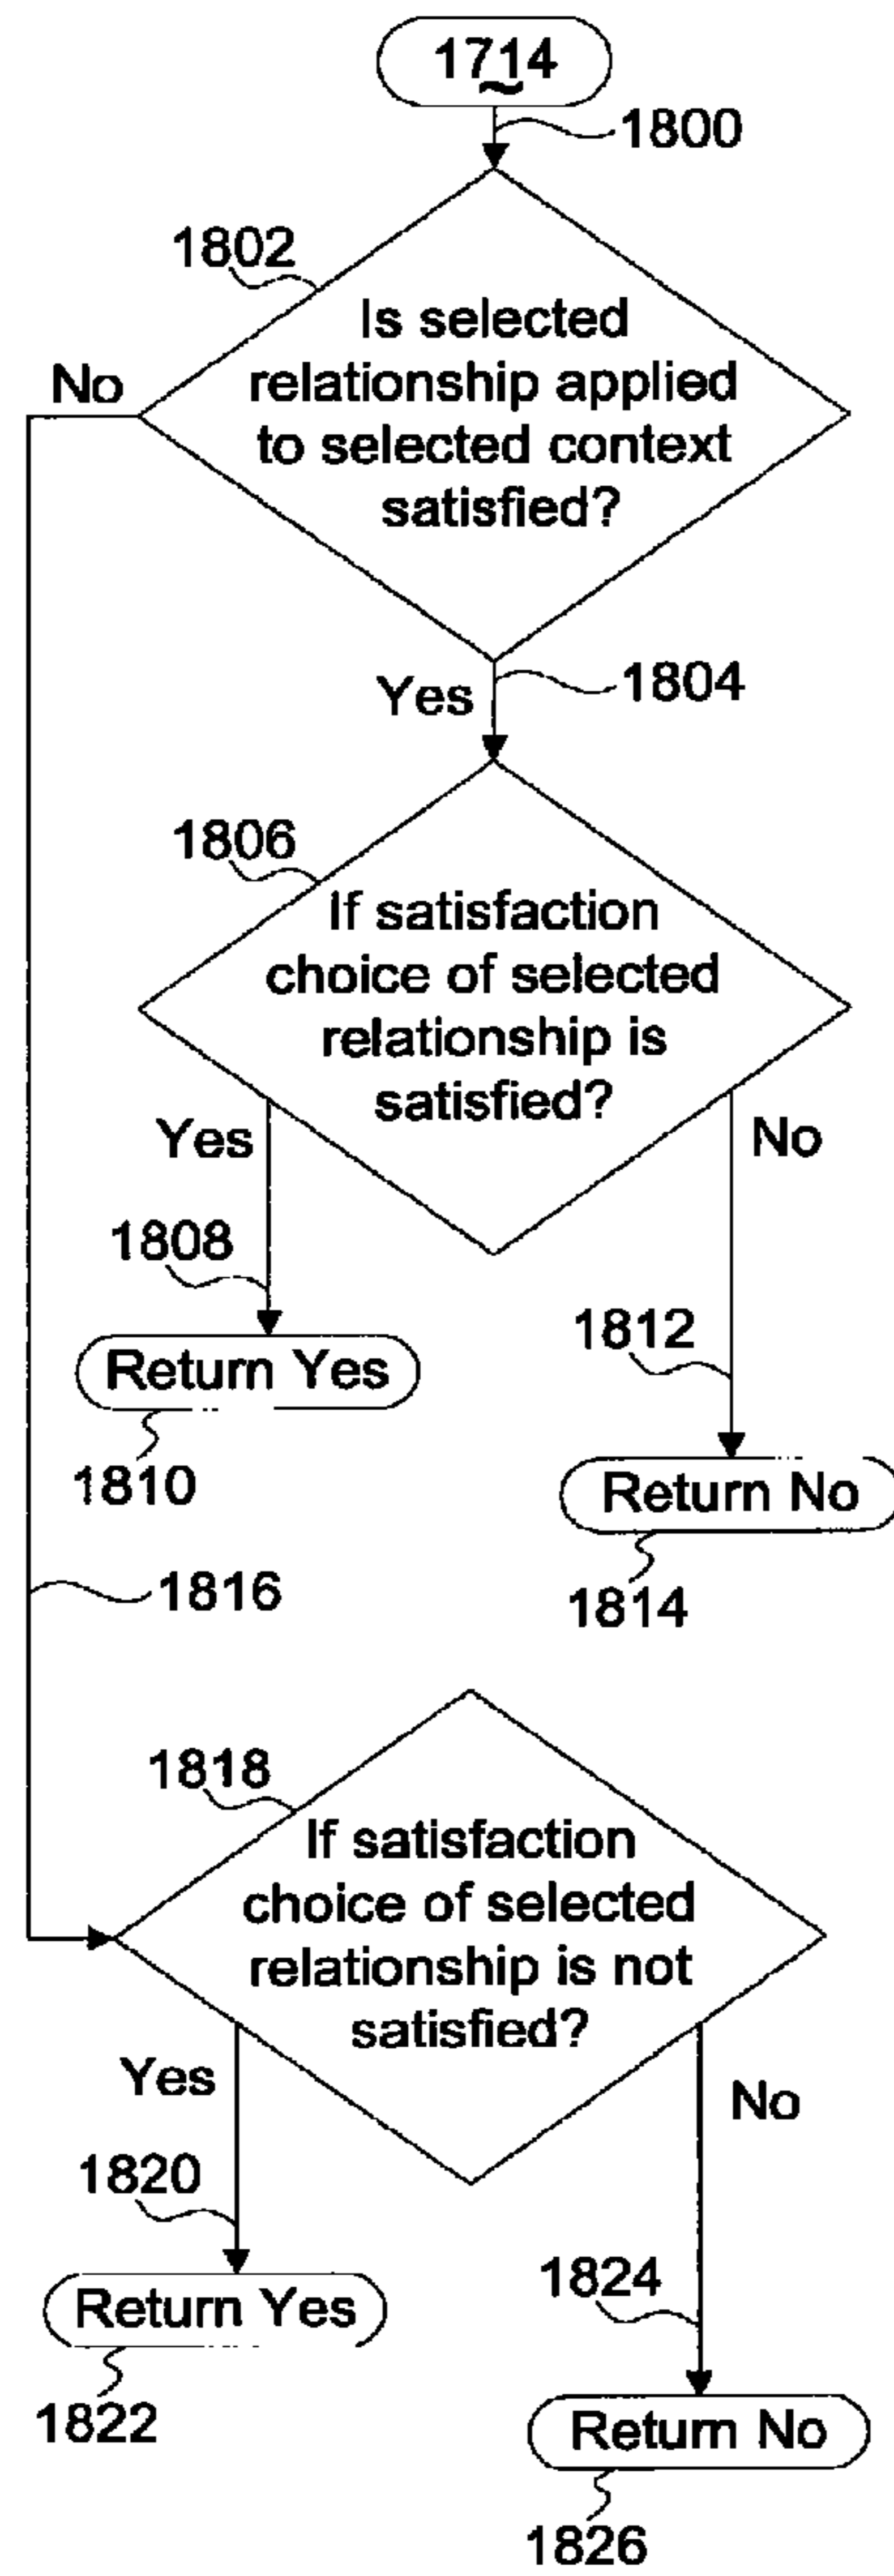 1714
1800
1802
Is selected
relationship applied
to selected context
satisfied?
No
Yes
1804
1806
If satisfaction
choice of selected
relationship is
satisfied?
Yes
No
1808
1812
Return Yes
1810
Return No
1814
1816
1818
If satisfaction
choice of selected
relationship is not
satisfied?
Yes
No
1820
1824
Return Yes
1822
Return No
1826